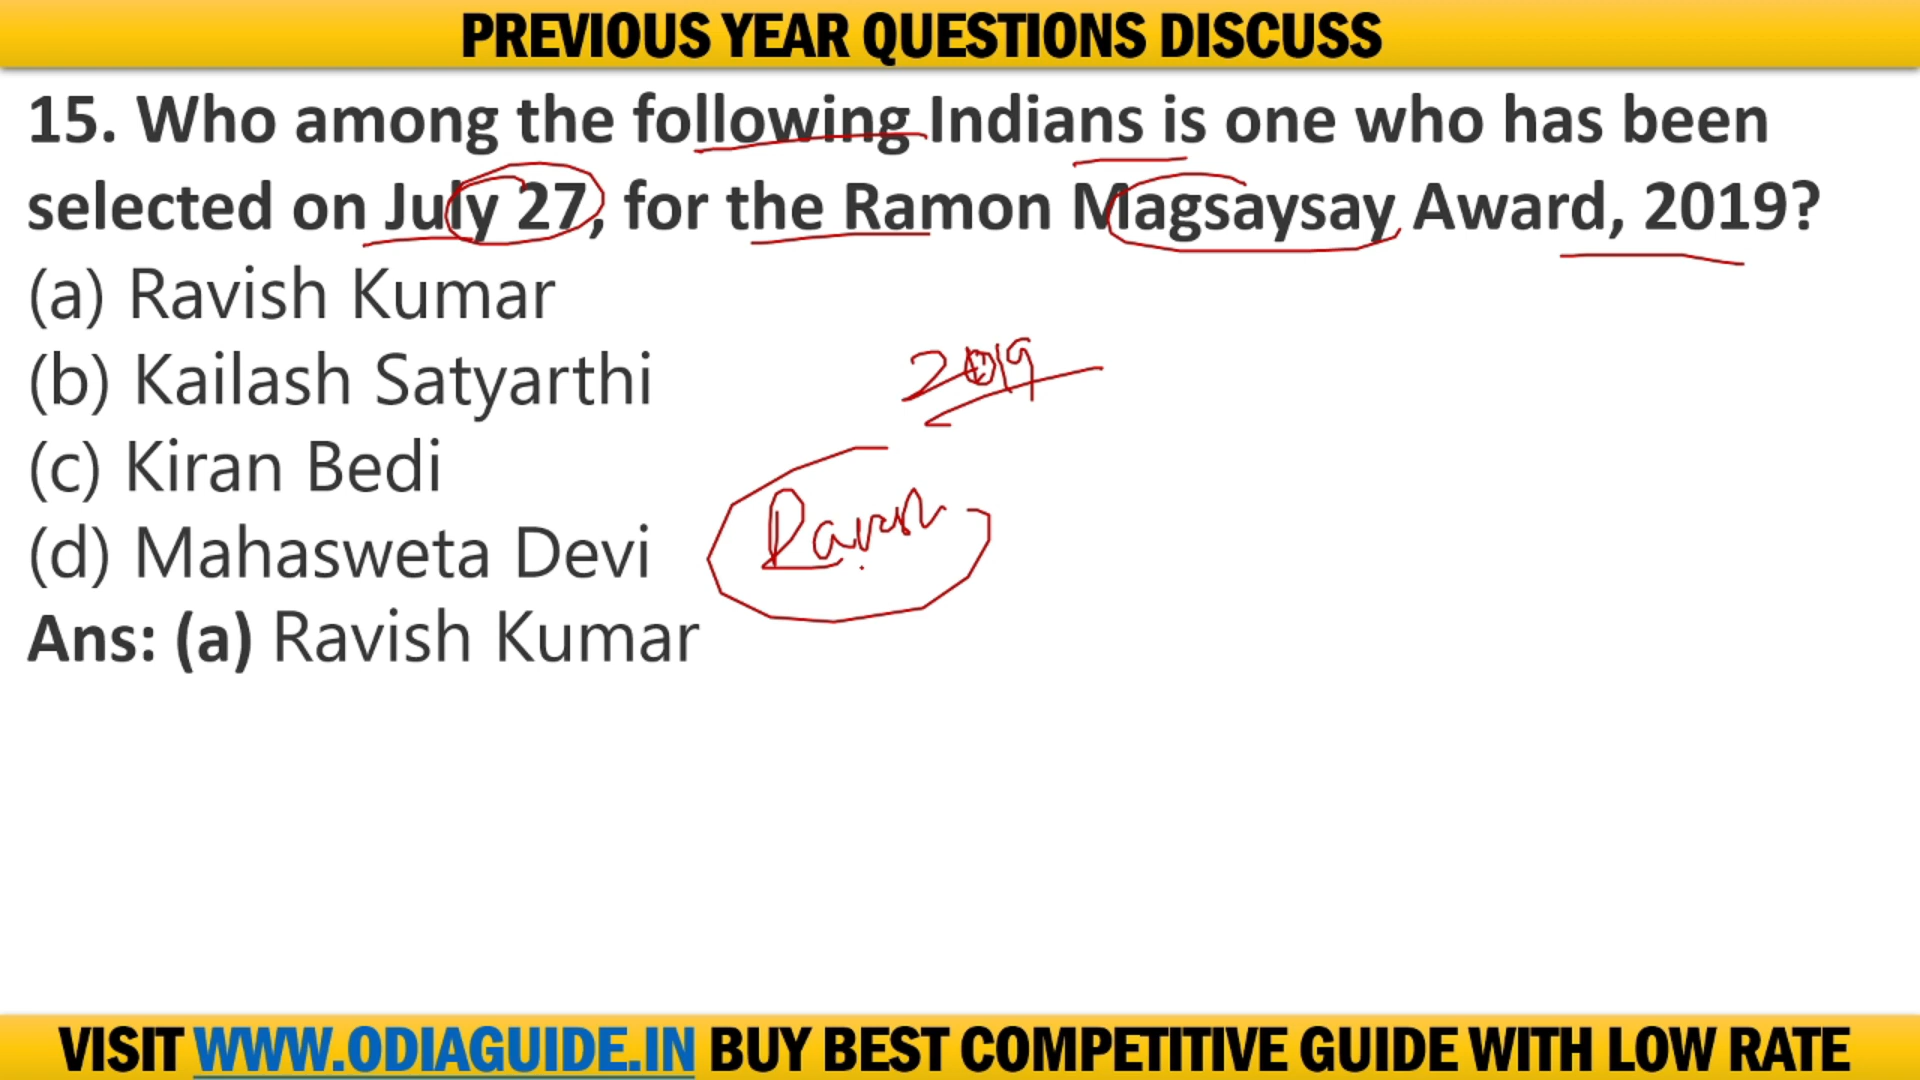 PREVIOUS YEAR QUESTIONS DISCUSS
15. Who among the following Indians is one who has been
selected on July 27, for the Ramon Magsaysay Award, 2019?
(a) Ravish Kumar
(b) Kailash Satyarthi
2019
(c) Kiran Bedi
Ravish
(d) Mahasweta Devi
Ans: (a) Ravish Kumar
VISIT WWW.ODIAGUIDE.IN BUY BEST COMPETITIVE GUIDE WITH LOW RATE